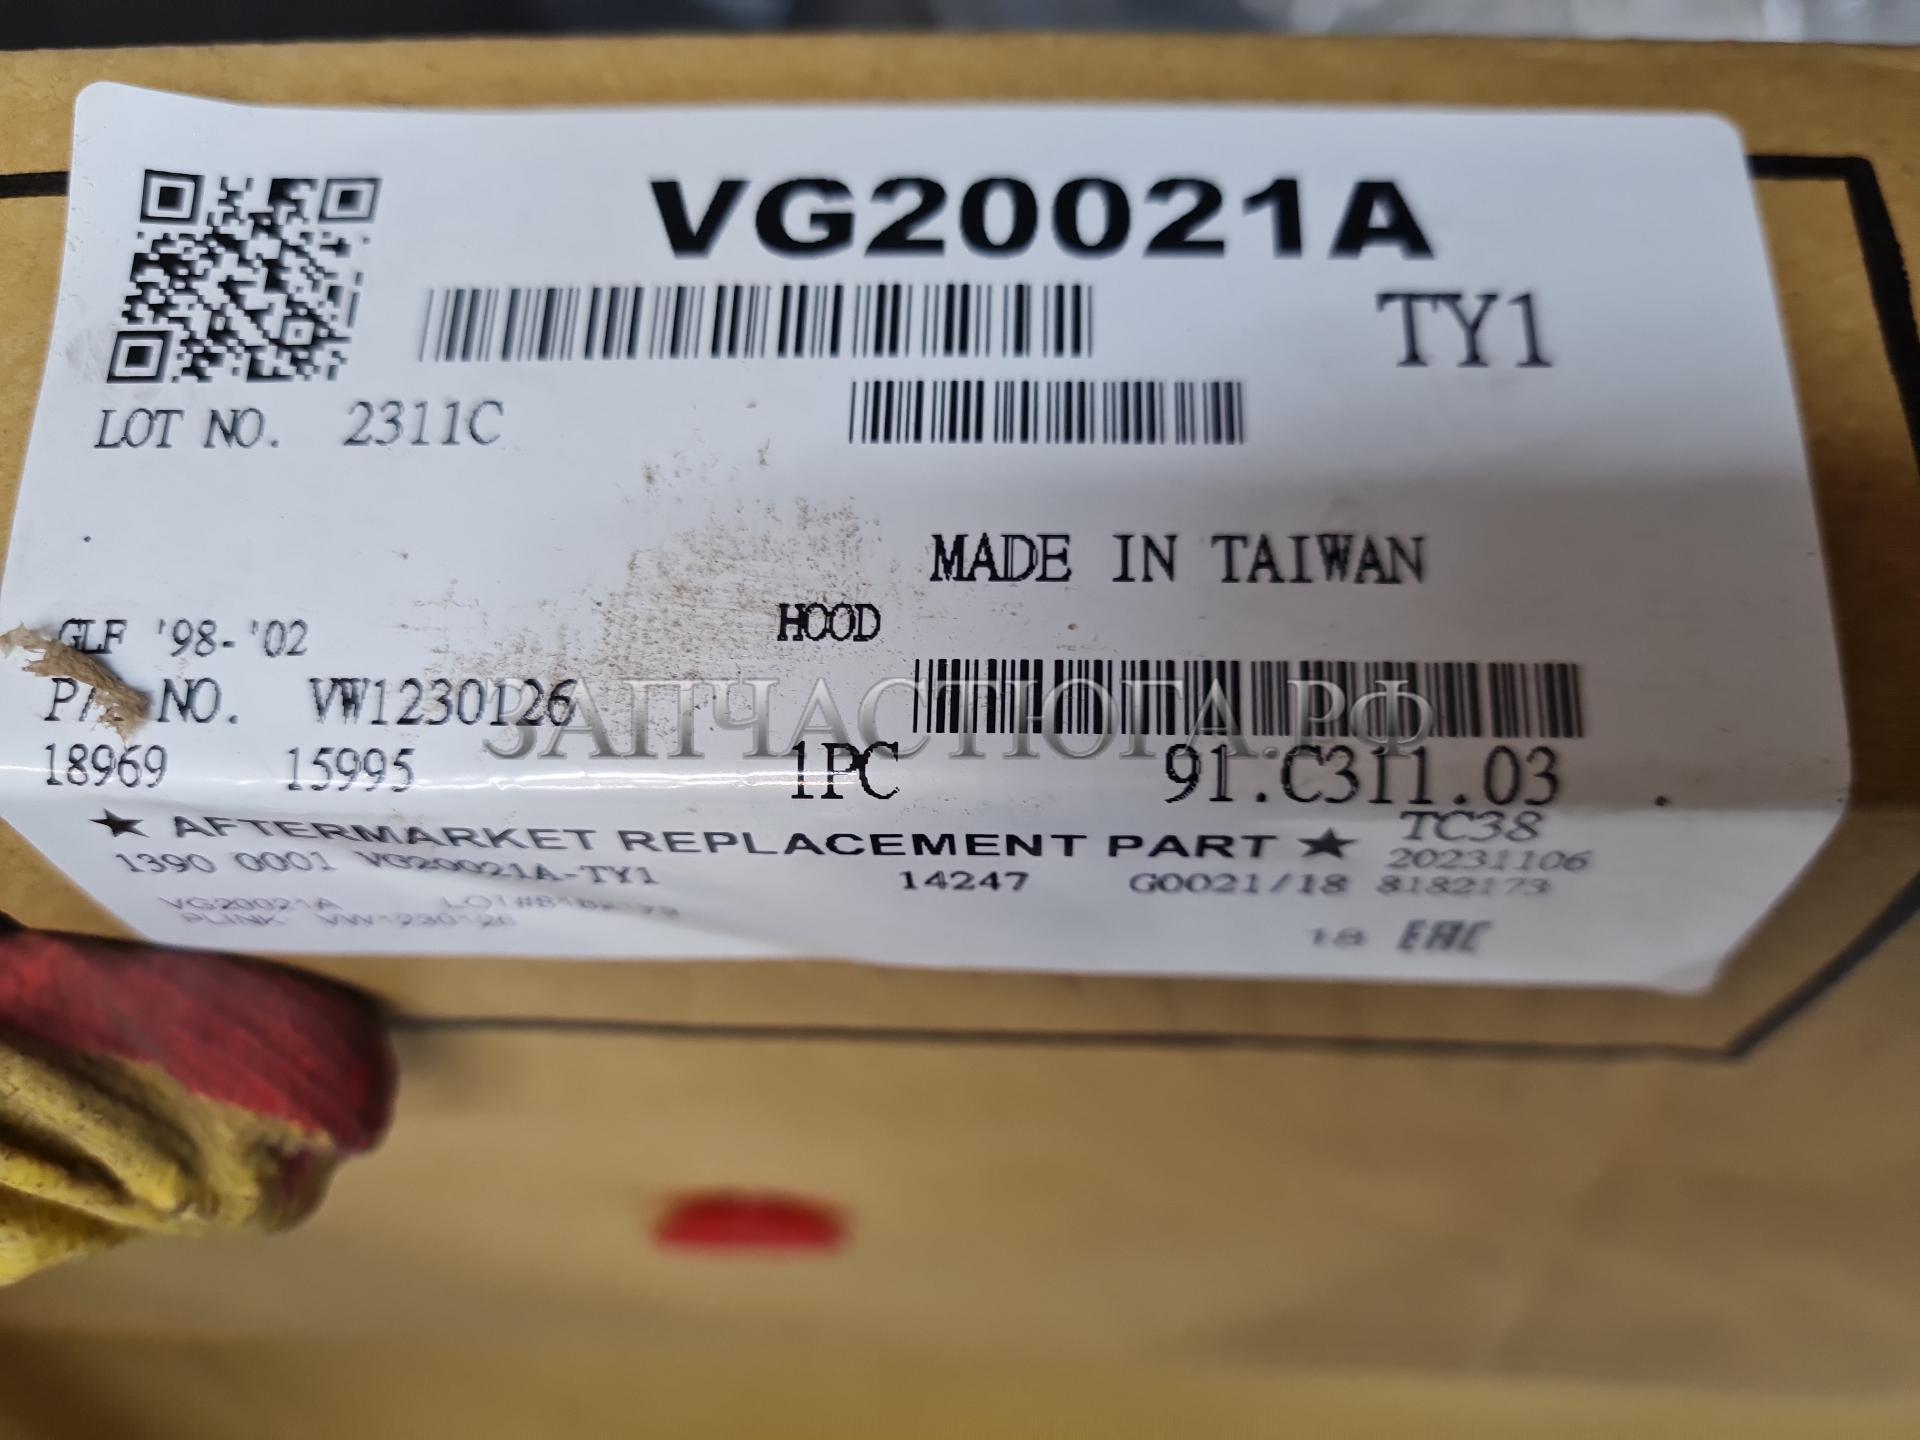 VG20021A
TY1
LOT NO. 2311C
MADE IN TAIWAN
GLF '98-'02 HOOD
NO. VW1230126
ЗАПЧАСТЮГА.РФ
18969 15995 1PC 91.C311.03
★ AFTERMARKET REPLACEMENT PART ★ TC38
20231106
1390 0001 VG20021A-TY1 14247 G0021/18 8182173
VG20021A
PLINK VW1230126
18 EAC